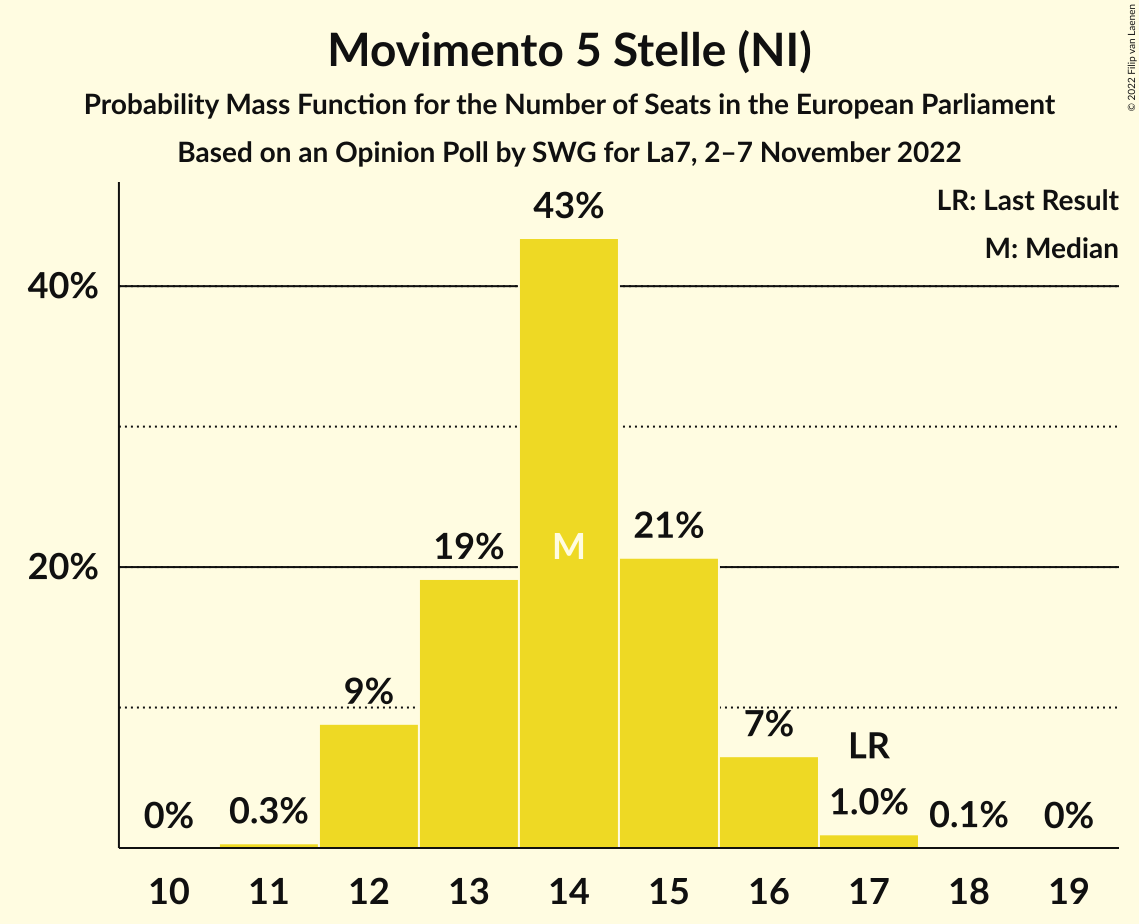 Movimento 5 Stelle (NI)
Probability Mass Function for the Number of Seats in the European Parliament
Based on an Opinion Poll by SWG for La7, 2–7 November 2022
© 2022 Filip van Laenen
LR: Last Result
M: Median
40%
20%
0%
0.3%
9%
19%
43%
M
21%
7%
LR
1.0%
0.1%
0%
10 11 12 13 14 15 16 17 18 19